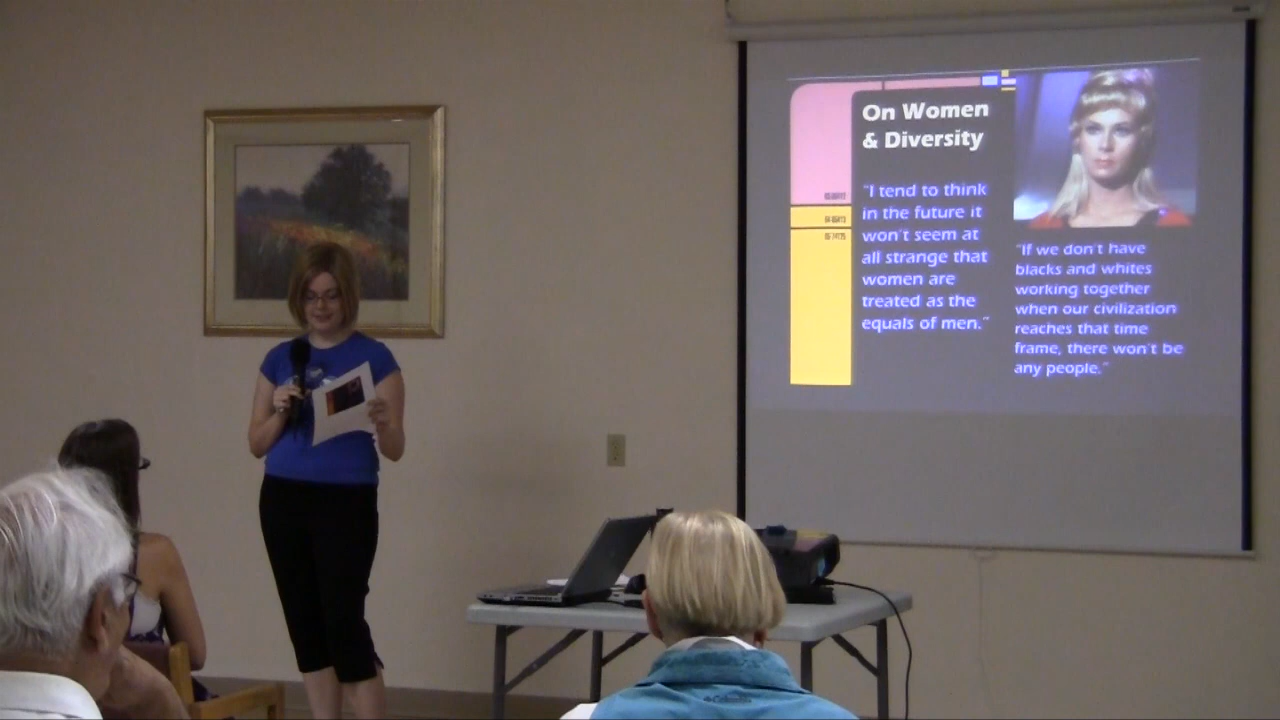 On Women
& Diversity
"I tend to think
in the future it
won't seem at
all strange that
women are
treated as the
equals of men."
"If we don't have
blacks and whites
working together
when our civilization
reaches that time
frame, there won't be
any people."
Columbia